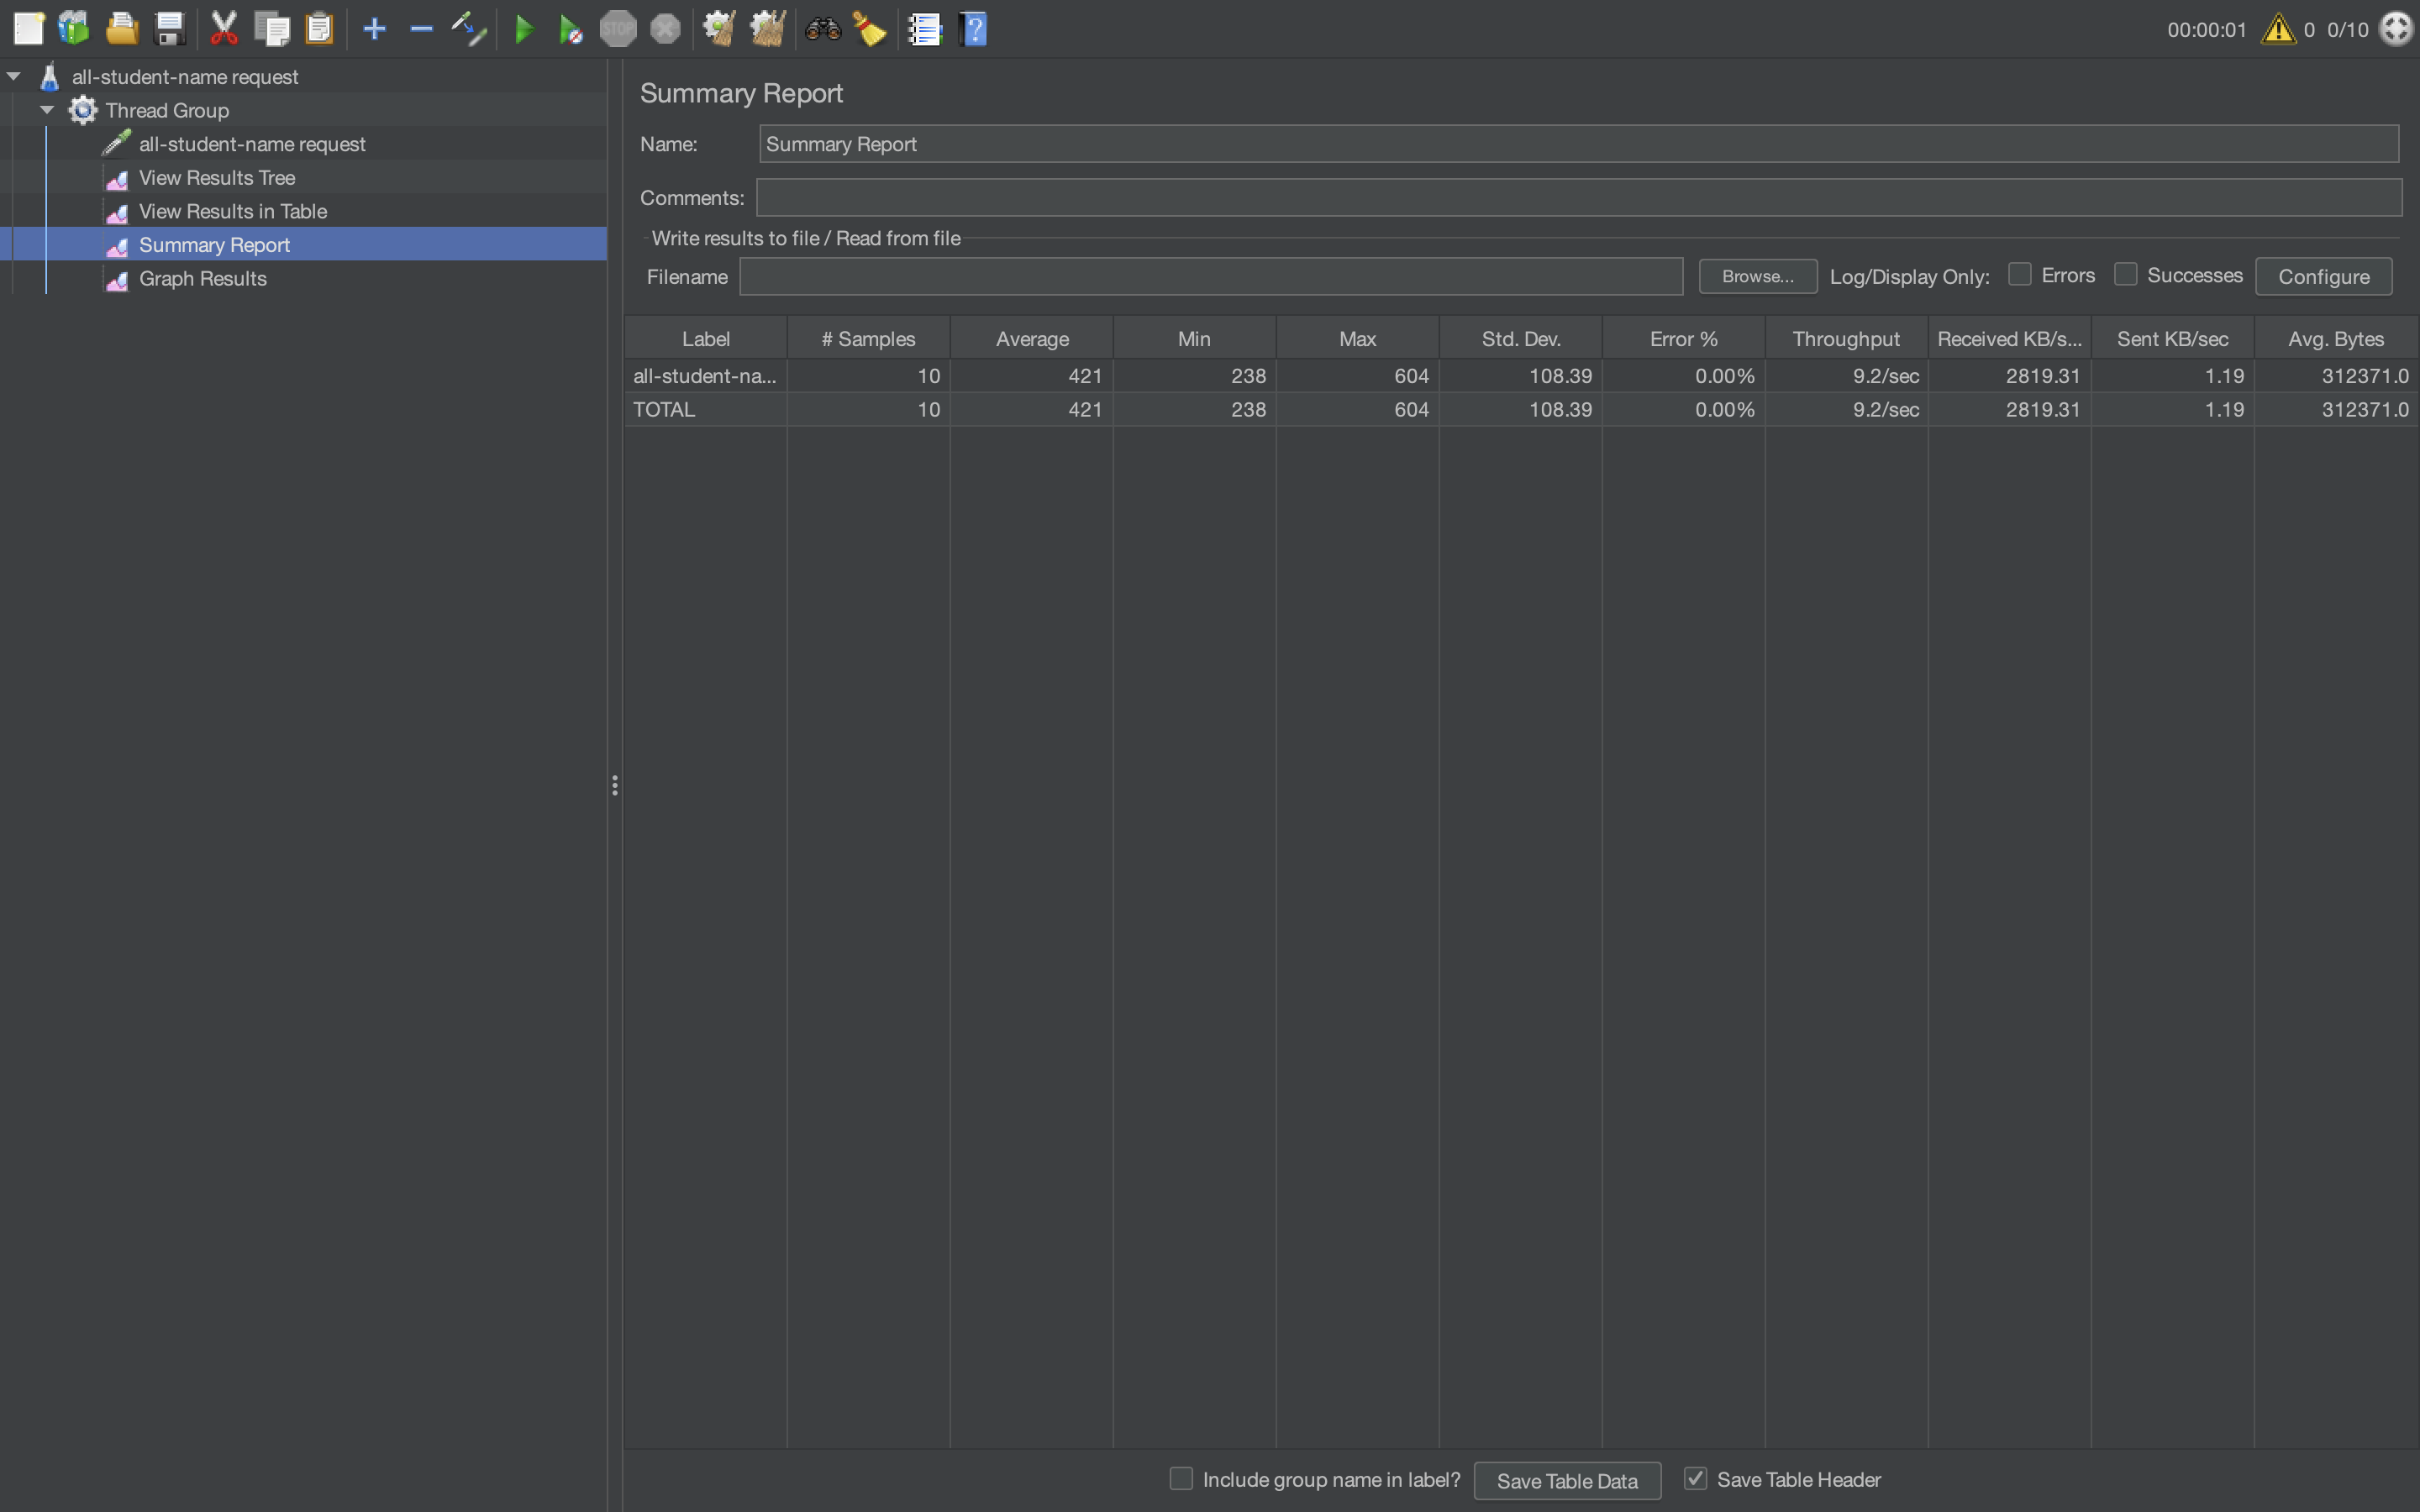 STOP
00:00:01 0 0/10
all-student-name request
Thread Group
all-student-name request
View Results Tree
View Results in Table
Summary Report
Graph Results
Summary Report
Name: Summary Report
Comments:
Write results to file / Read from file
Filename Browse... Log/Display Only: Errors Successes Configure
Label # Samples Average Min Max Std. Dev. Error % Throughput Received KB/s... Sent KB/sec Avg. Bytes
all-student-na... 10 421 238 604 108.39 0.00% 9.2/sec 2819.31 1.19 312371.0
TOTAL 10 421 238 604 108.39 0.00% 9.2/sec 2819.31 1.19 312371.0
Include group name in label? Save Table Data Save Table Header